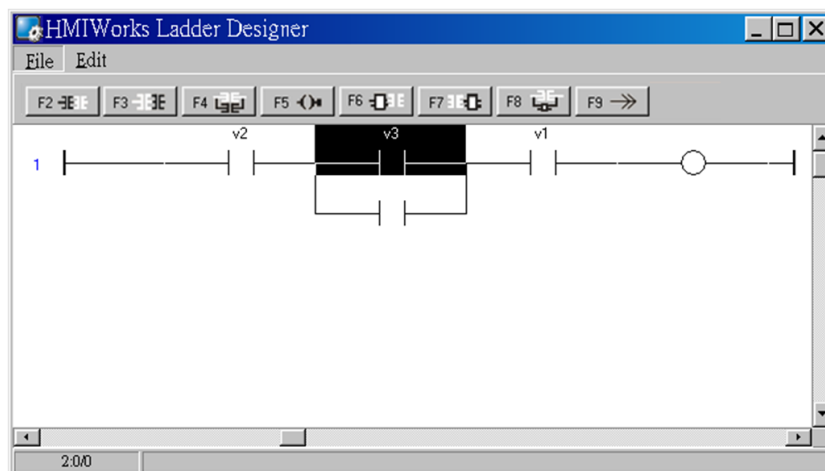 HMIWorks Ladder Designer
File Edit
F2 F3 F4 F5 F6 F7 F8 F9
v2 v3 v1
1
2:0/0